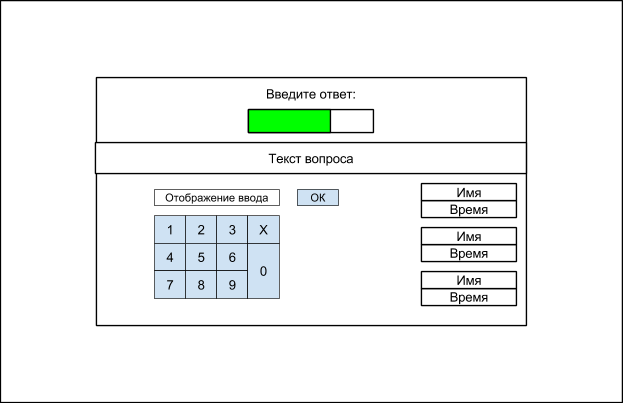 Введите ответ:
Текст вопроса
Отображение ввода
ОК
1 2 3 X
4 5 6 0
7 8 9
Имя
Время
Имя
Время
Имя
Время